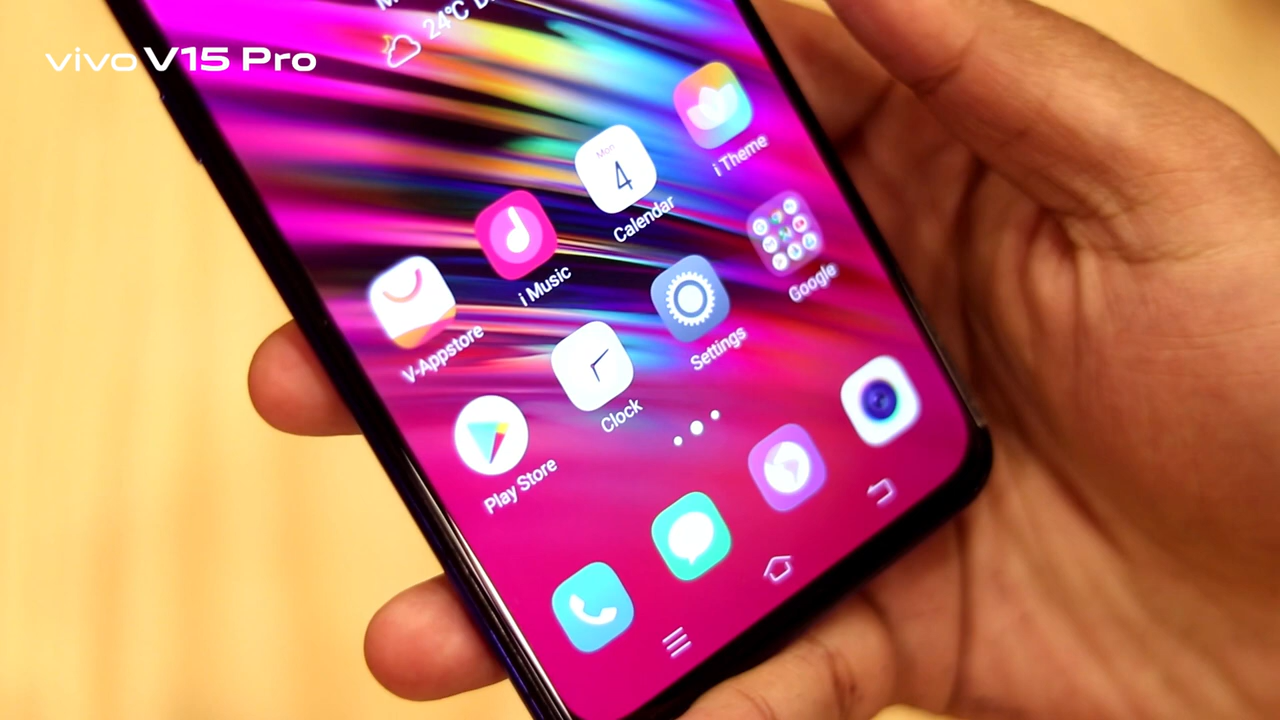 vivo V15 Pro
24°C
i Theme
Mon
4
Calendar
i Music
V-Appstore
Google
Settings
Clock
Play Store